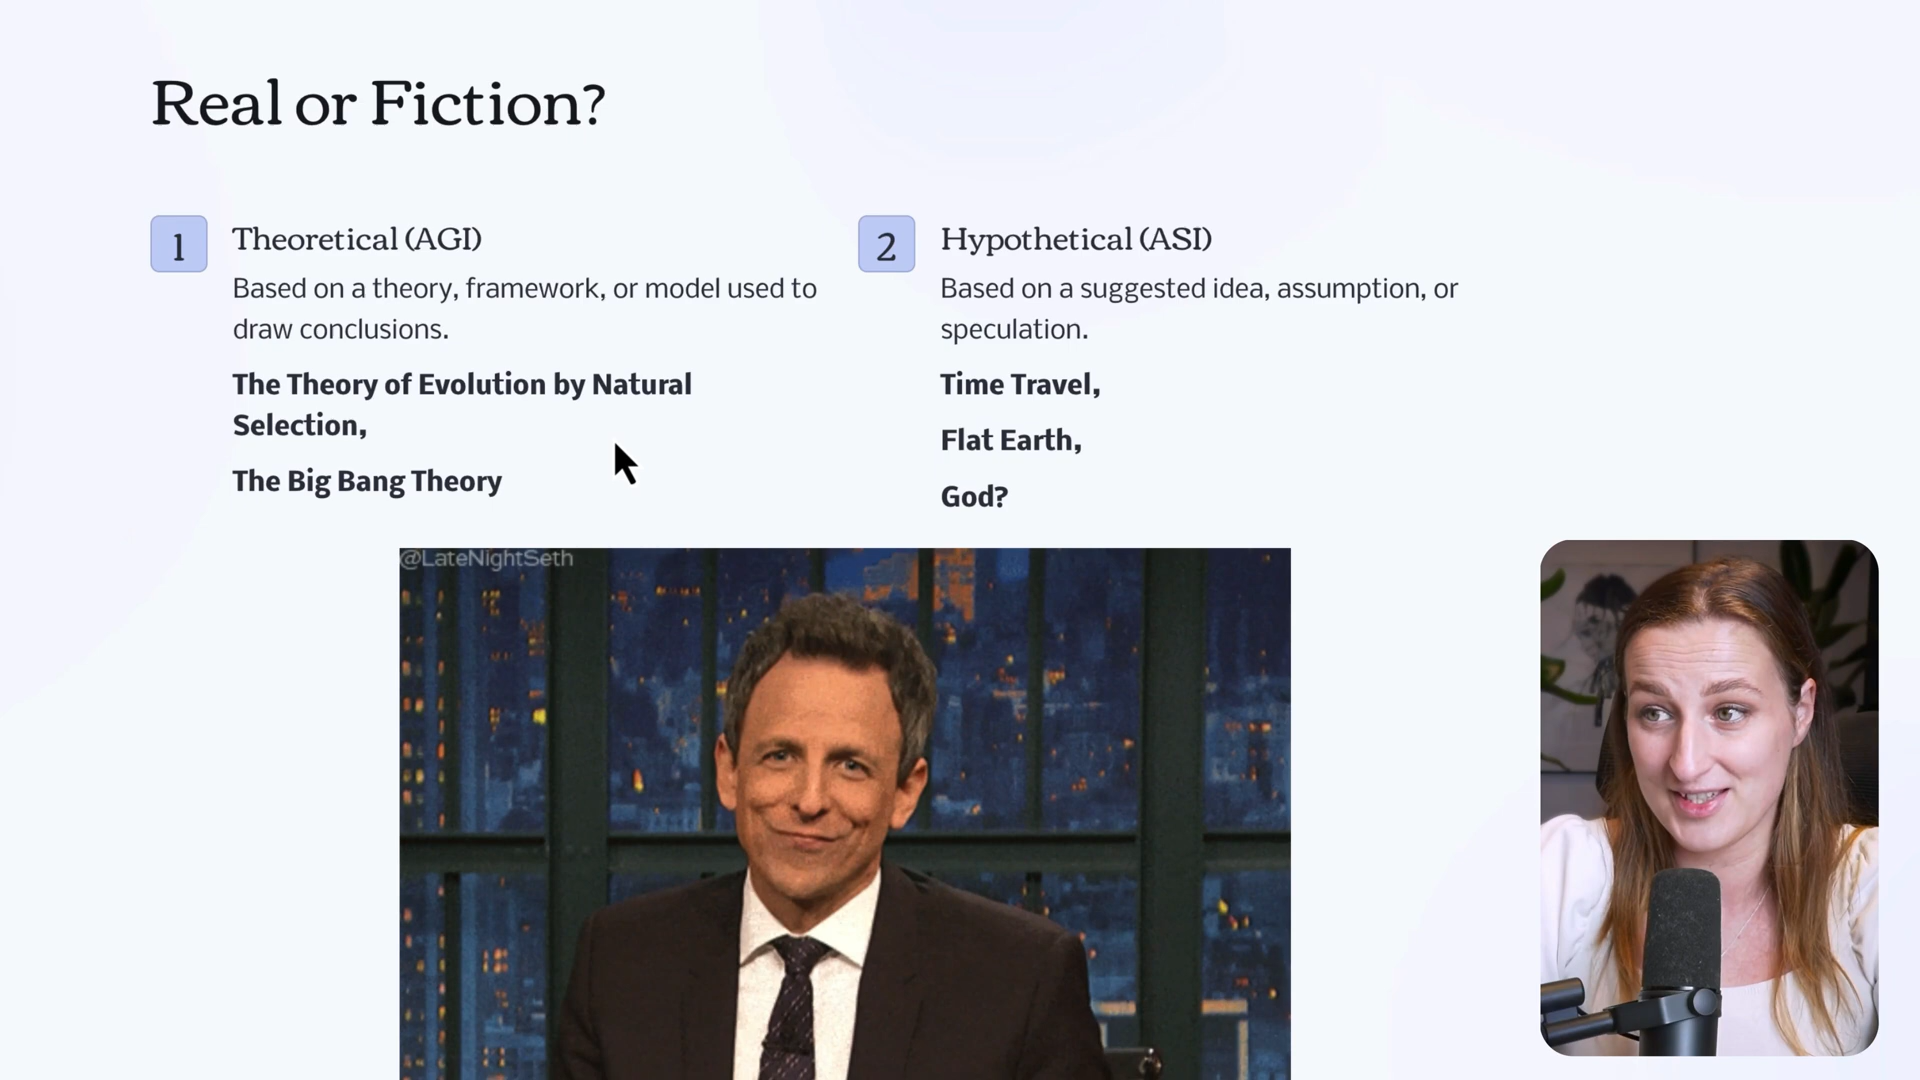 Real or Fiction?
1
Theoretical (AGI)
Based on a theory, framework, or model used to
draw conclusions.
The Theory of Evolution by Natural
Selection,
The Big Bang Theory
2
Hypothetical (ASI)
Based on a suggested idea, assumption, or
speculation.
Time Travel,
Flat Earth,
God?
@LateNightSeth